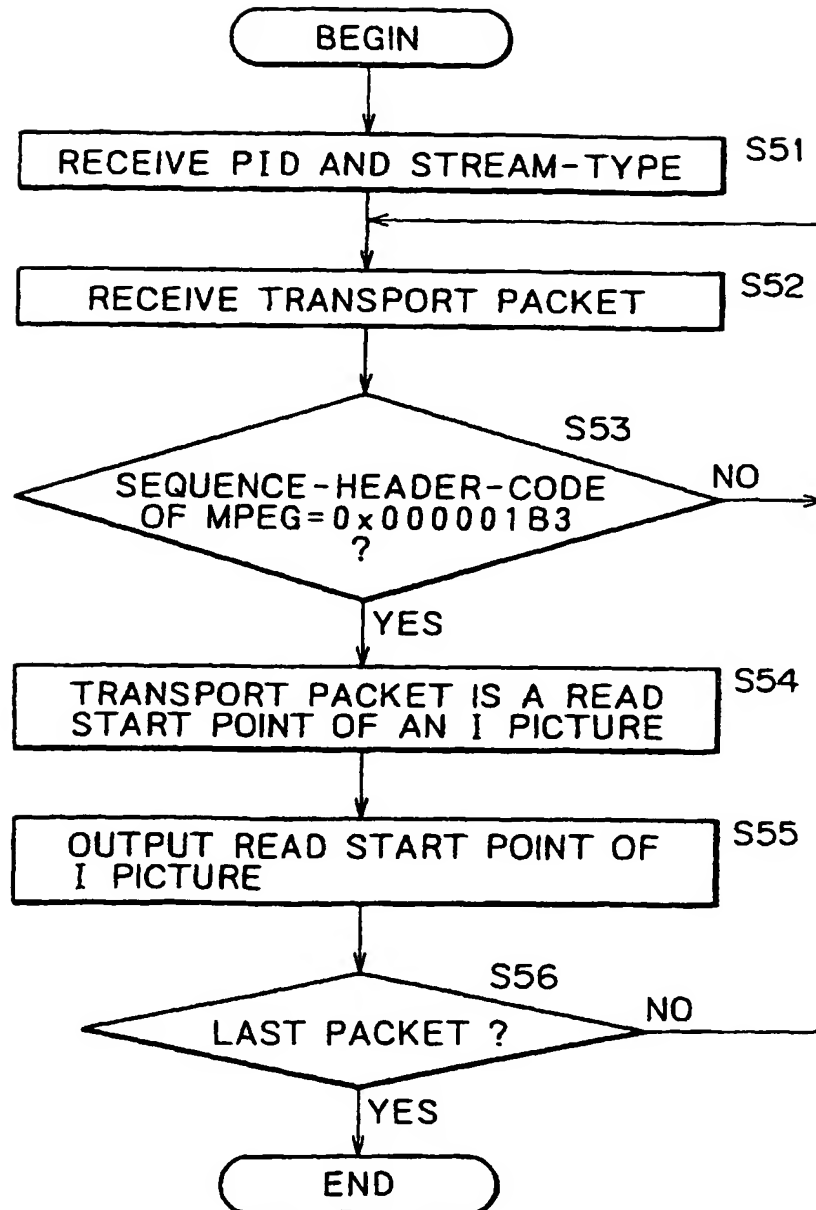 BEGIN
RECEIVE PID AND STREAM-TYPE
S51
RECEIVE TRANSPORT PACKET
S52
S53
SEQUENCE-HEADER-CODE
OF MPEG=0x000001B3
?
NO
YES
TRANSPORT PACKET IS A READ
START POINT OF AN I PICTURE
S54
OUTPUT READ START POINT OF
I PICTURE
S55
S56
LAST PACKET ?
NO
YES
END